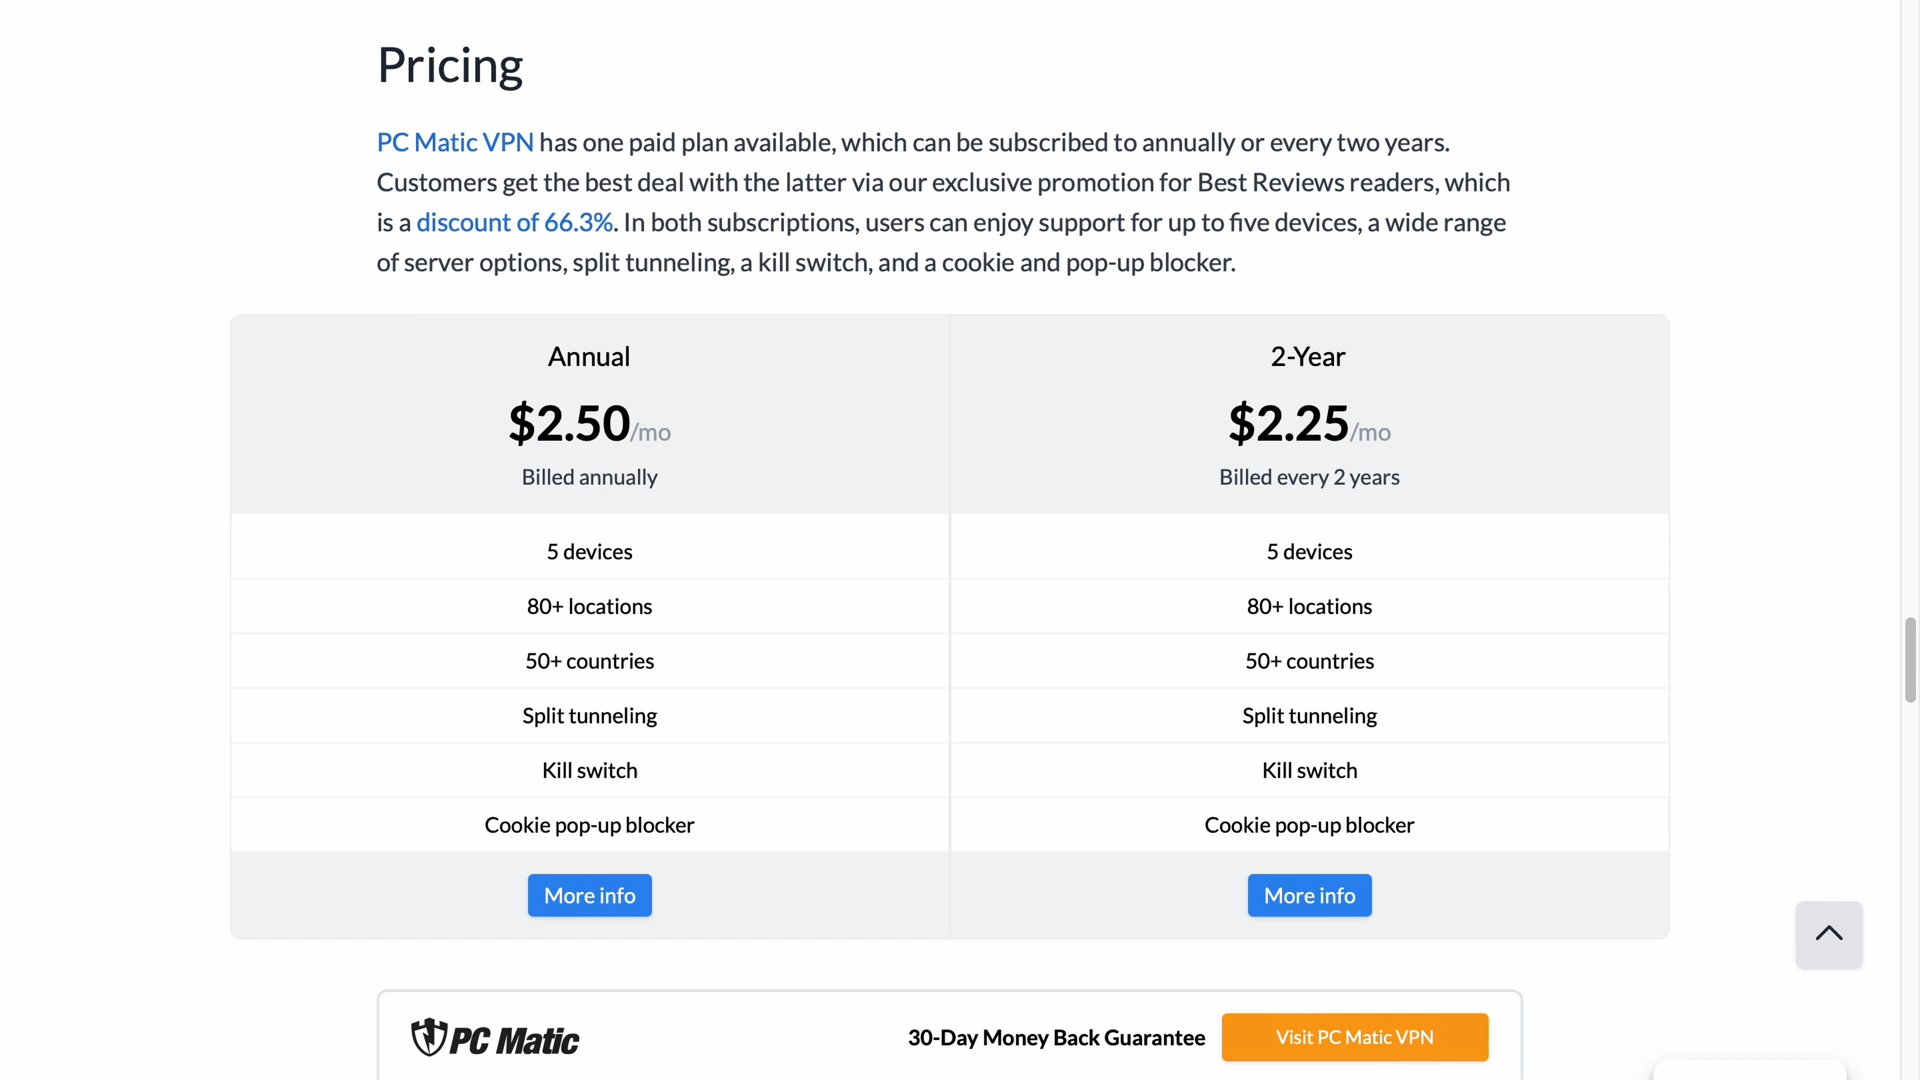 Pricing
PC Matic VPN has one paid plan available, which can be subscribed to annually or every two years.
Customers get the best deal with the latter via our exclusive promotion for Best Reviews readers, which
is a discount of 66.3%. In both subscriptions, users can enjoy support for up to five devices, a wide range
of server options, split tunneling, a kill switch, and a cookie and pop-up blocker.
Annual
$2.50/mo
Billed annually
5 devices
80+ locations
50+ countries
Split tunneling
Kill switch
Cookie pop-up blocker
More info
2-Year
$2.25/mo
Billed every 2 years
5 devices
80+ locations
50+ countries
Split tunneling
Kill switch
Cookie pop-up blocker
More info
PC Matic
30-Day Money Back Guarantee
Visit PC Matic VPN